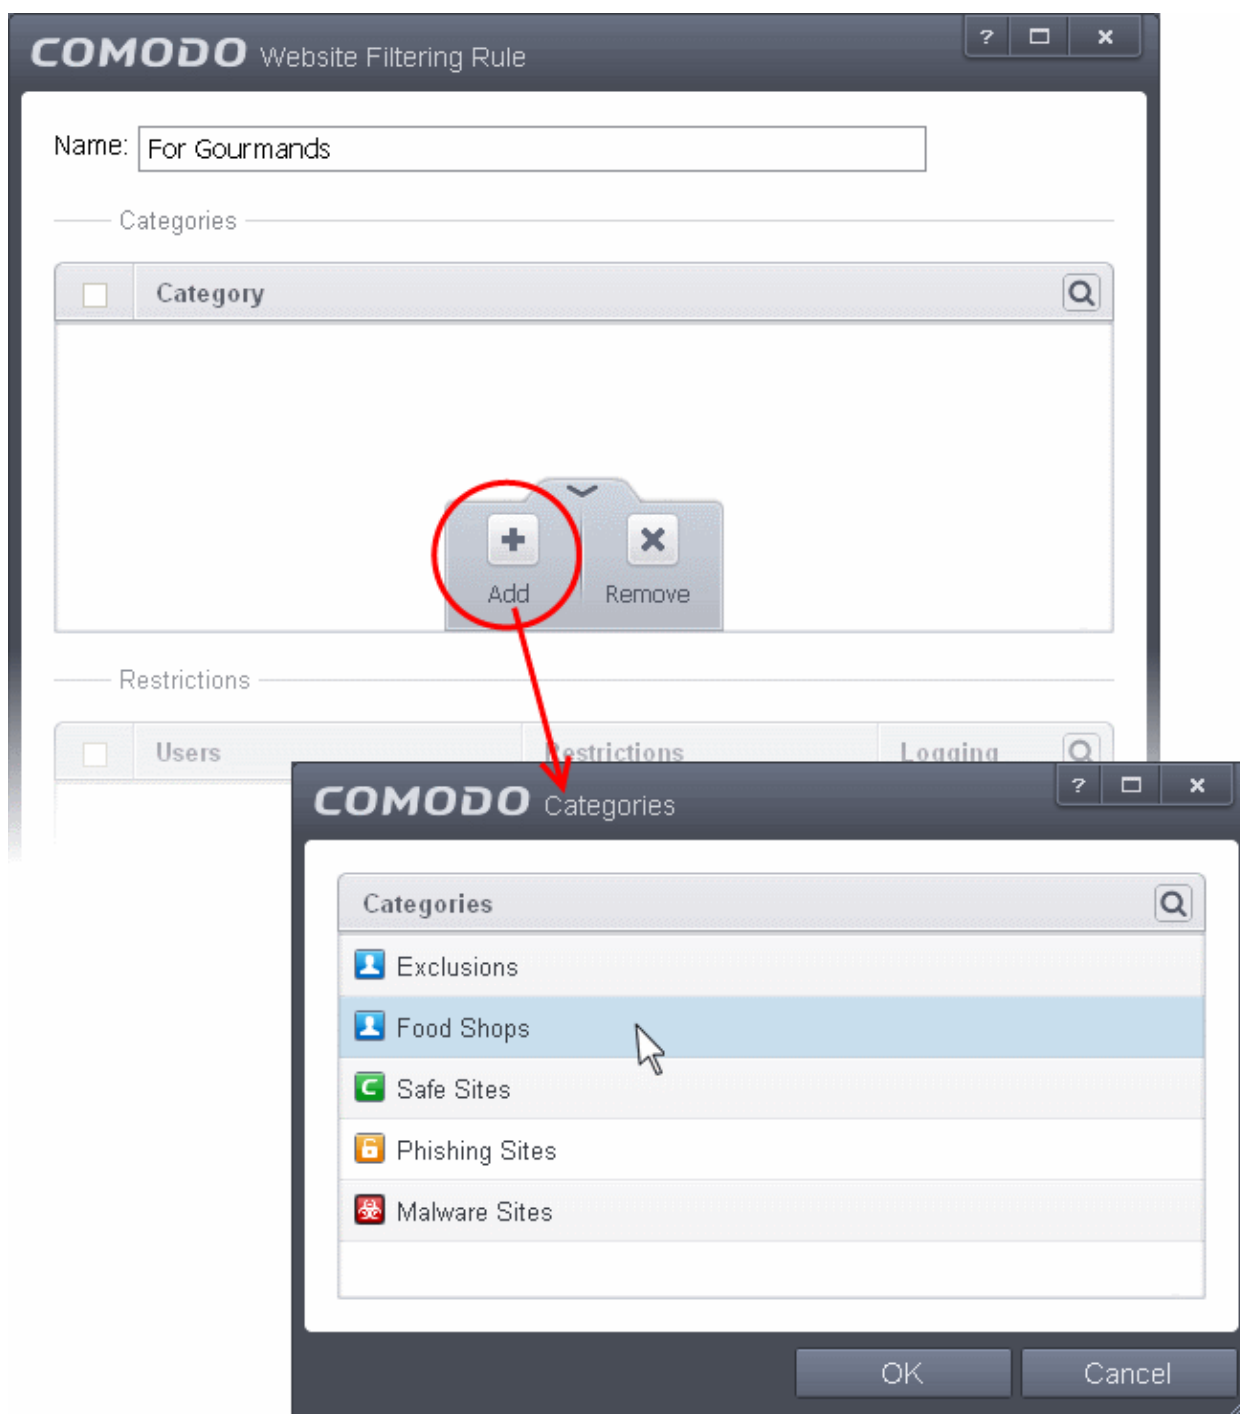 COMODO Website Filtering Rule
?
Name: For Gourmands
Categories
Category
Add Remove
Restrictions
Users Restrictions Logging
COMODO Categories
?
Categories
Exclusions
Food Shops
Safe Sites
Phishing Sites
Malware Sites
OK Cancel